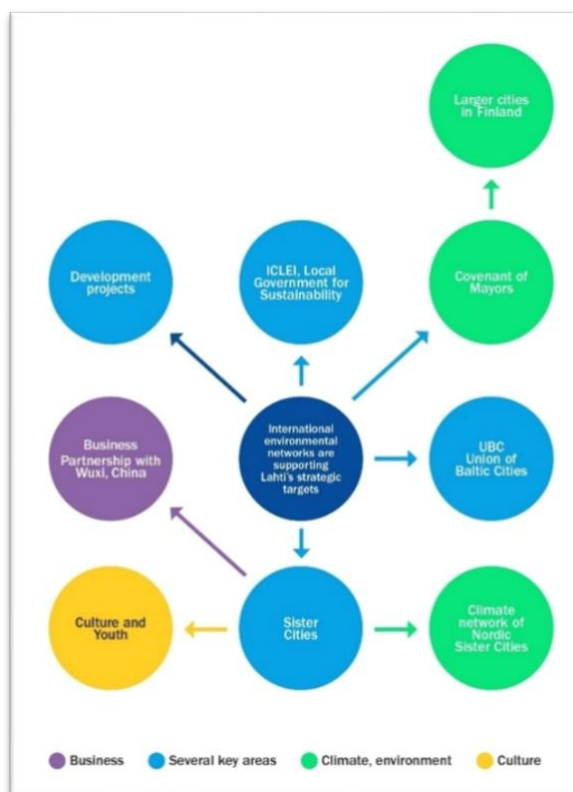 Larger cities
in Finland
Development
projects
ICLEI, Local
Government for
Sustainability
Covenant of
Mayors
Business
Partnership with
Wuxi, China
International
environmental
networks are
supporting
Lahti's strategic
targets
UBC
Union of
Baltic Cities
Culture and
Youth
Sister
Cities
Climate
network of
Nordic
Sister Cities
Business
Several key areas
Climate, environment
Culture